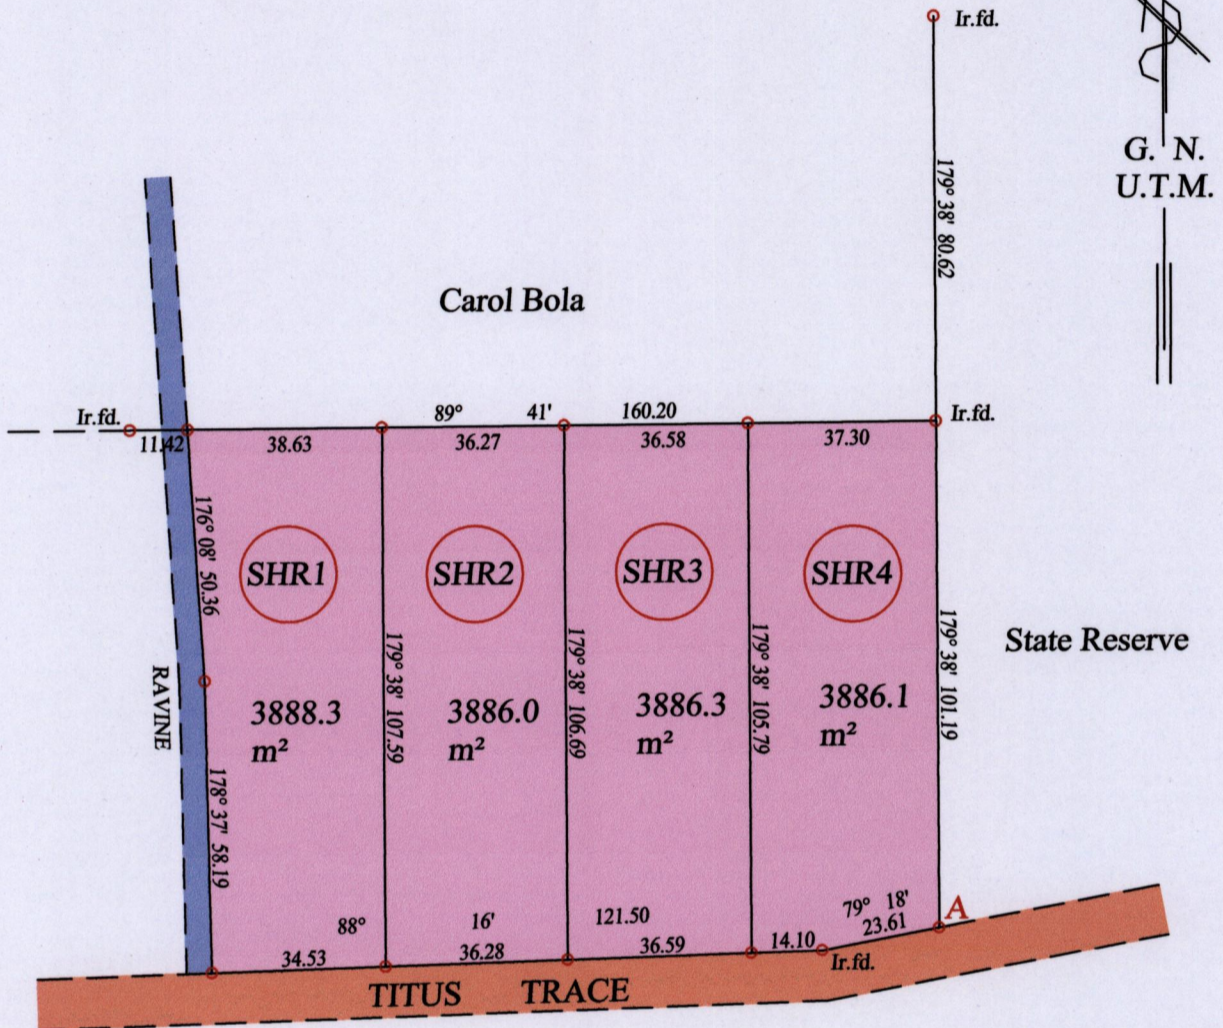 Ir.fd.
G. N.
U.T.M.
179° 38' 80.62
Carol Bola
Ir.fd.
89° 41' 160.20
Ir.fd.
11.42 38.63 36.27 36.58 37.30
176° 08' 50.36
SHR1 SHR2 SHR3 SHR4
179° 38' 107.59
179° 38' 106.69
179° 38' 105.79
179° 38' 101.19
State Reserve
RAVINE
3888.3
m²
3886.0
m²
3886.3
m²
3886.1
m²
178° 37' 58.19
88° 16' 121.50
79° 18'
23.61
A
34.53 36.28 36.59 14.10
Ir.fd.
TITUS TRACE